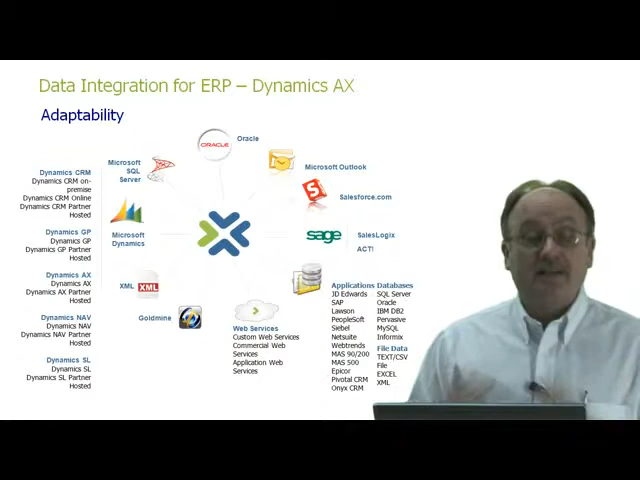 Data Integration for ERP – Dynamics AX
Adaptability
Oracle
ORACLE
Microsoft
SQL
Server
Microsoft Outlook
Salesforce.com
Dynamics CRM
Dynamics CRM on-
premise
Dynamics CRM Online
Dynamics CRM Partner
Hosted
Dynamics GP
Dynamics GP
Dynamics GP Partner
Hosted
Dynamics AX
Dynamics AX
Dynamics AX Partner
Hosted
Dynamics NAV
Dynamics NAV
Dynamics NAV Partner
Hosted
Dynamics SL
Dynamics SL
Dynamics SL Partner
Hosted
Microsoft
Dynamics
sage
SalesLogix
ACT!
XML
XML
Goldmine
Web Services
Custom Web Services
Commercial Web
Services
Application Web
Services
Applications
JD Edwards
SAP
Lawson
PeopleSoft
Siebel
Netsuite
Webtrends
MAS 90/200
MAS 500
Epicor
Pivotal CRM
Onyx CRM
Databases
SQL Server
Oracle
IBM DB2
Pervasive
MySQL
Informix
File Data
TEXT/CSV
File
EXCEL
XML